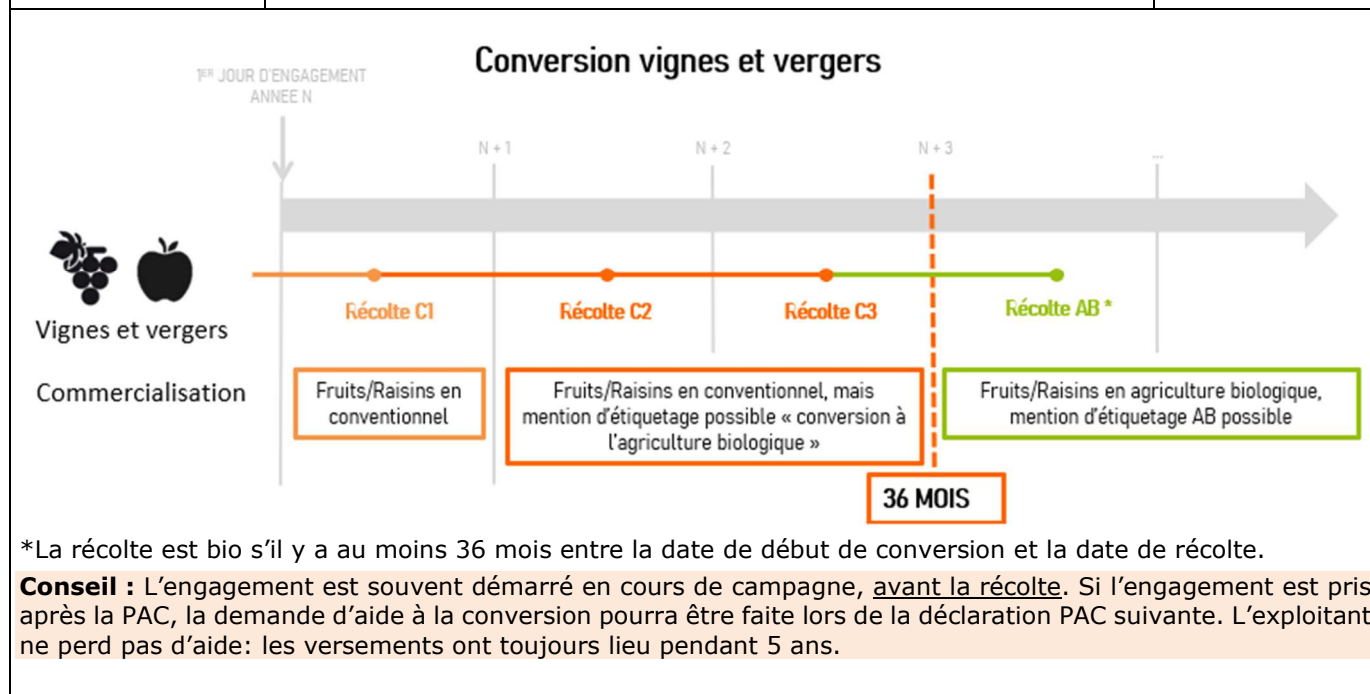 Conversion vignes et vergers
1ER JOUR D'ENGAGEMENT
ANNEE N
N + 1
N + 2
N + 3
...
Récolte C1
Récolte C2
Récolte C3
Récolte AB *
Vignes et vergers
Commercialisation
Fruits/Raisins en
conventionnel
Fruits/Raisins en conventionnel, mais
mention d'étiquetage possible « conversion à
l'agriculture biologique »
Fruits/Raisins en agriculture biologique,
mention d'étiquetage AB possible
36 MOIS
*La récolte est bio s'il y a au moins 36 mois entre la date de début de conversion et la date de récolte.
Conseil : L'engagement est souvent démarré en cours de campagne, avant la récolte. Si l'engagement est pris
après la PAC, la demande d'aide à la conversion pourra être faite lors de la déclaration PAC suivante. L'exploitant
ne perd pas d'aide: les versements ont toujours lieu pendant 5 ans.